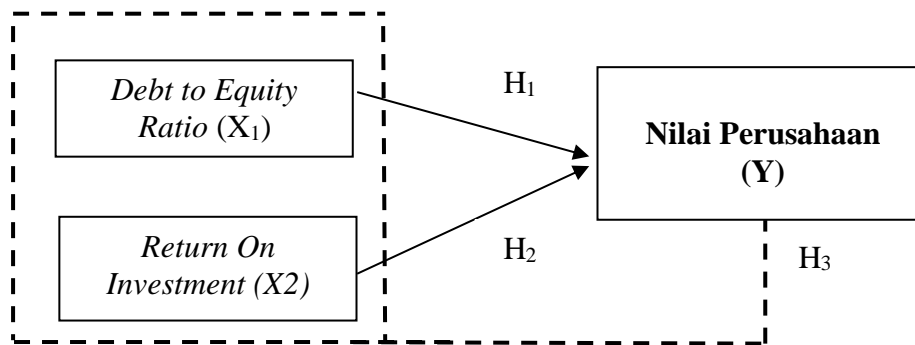 Debt to Equity
Ratio (X₁)
H₁
Nilai Perusahaan
(Y)
Return On
Investment (X2)
H₂
H₃